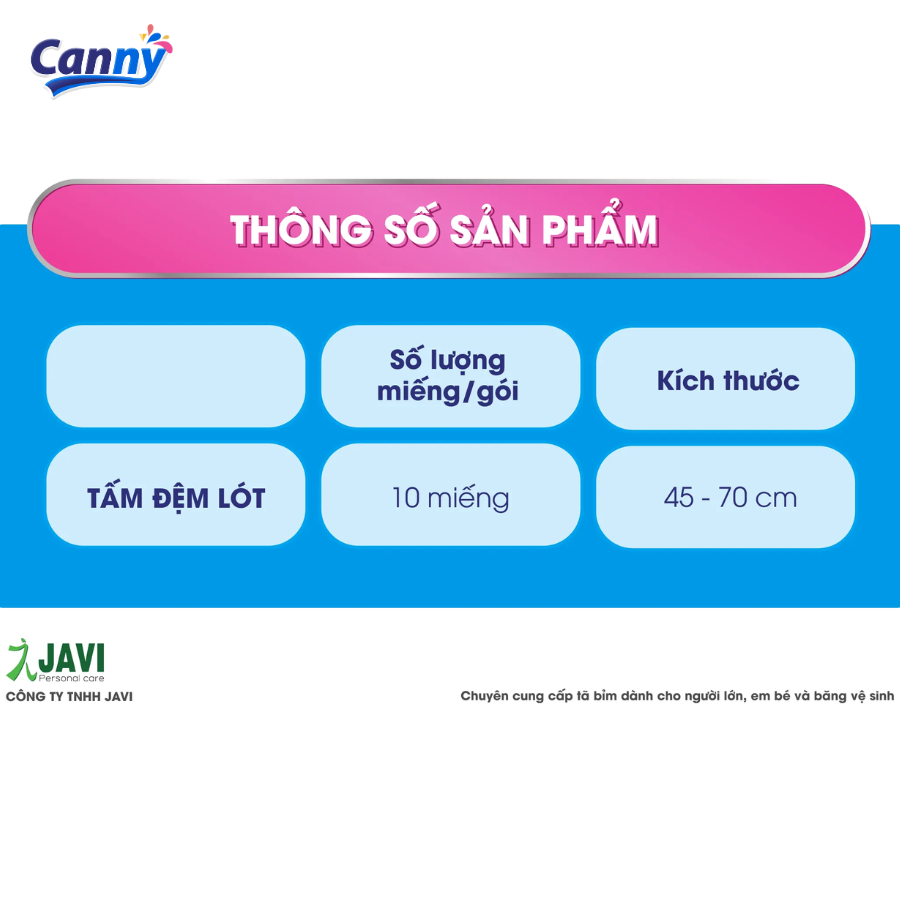 Canny
THÔNG SỐ SẢN PHẨM
Số lượng
miếng/gói
Kích thước
TẤM ĐỆM LÓT
10 miếng
45 - 70 cm
JAVI
Personal care
CÔNG TY TNHH JAVI
Chuyên cung cấp tã bỉm dành cho người lớn, em bé và băng vệ sinh